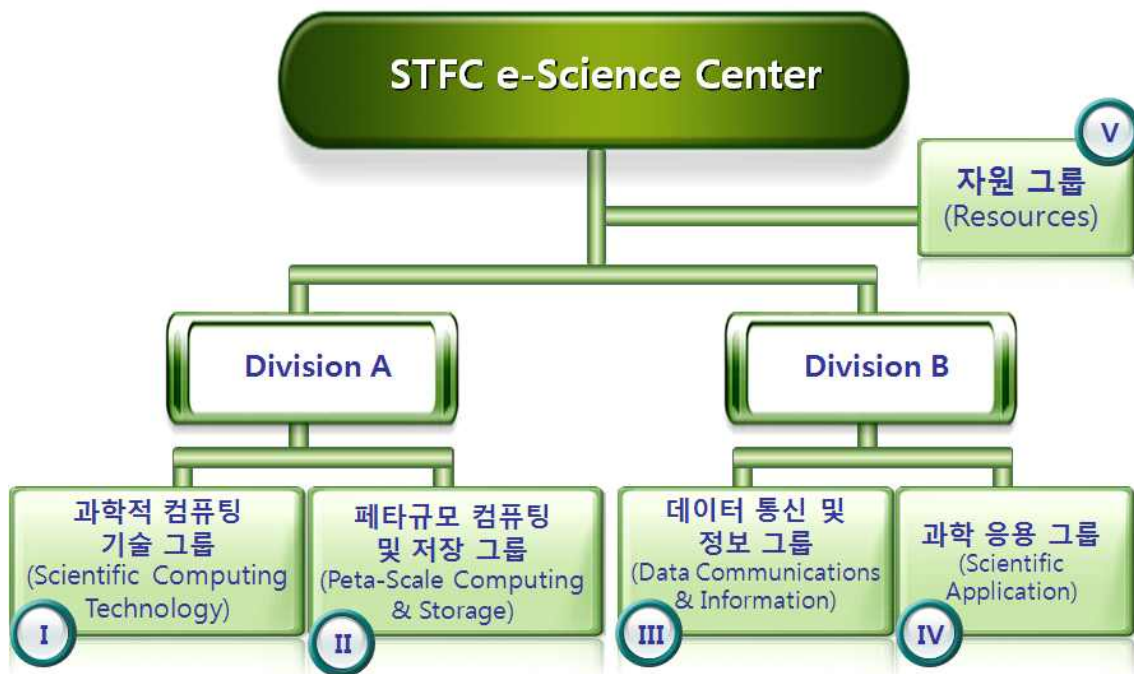 STFC e-Science Center
V
자원 그룹
(Resources)
Division A
Division B
과학적 컴퓨팅
기술 그룹
(Scientific Computing
Technology)
I
페타규모 컴퓨팅
및 저장 그룹
(Peta-Scale Computing
& Storage)
II
데이터 통신 및
정보 그룹
(Data Communications
& Information)
III
과학 응용 그룹
(Scientific
Application)
IV